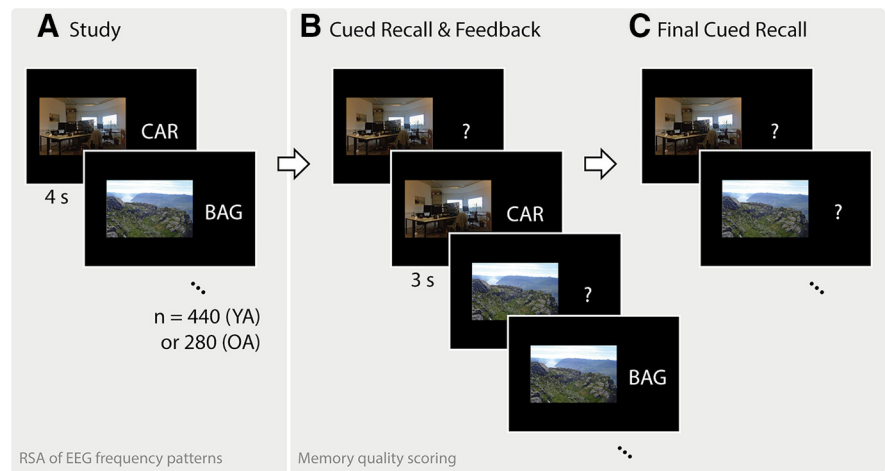 A Study
CAR
4 s
BAG
n = 440 (YA)
or 280 (OA)
RSA of EEG frequency patterns
B Cued Recall & Feedback
?
CAR
3 s
?
BAG
Memory quality scoring
C Final Cued Recall
?
?